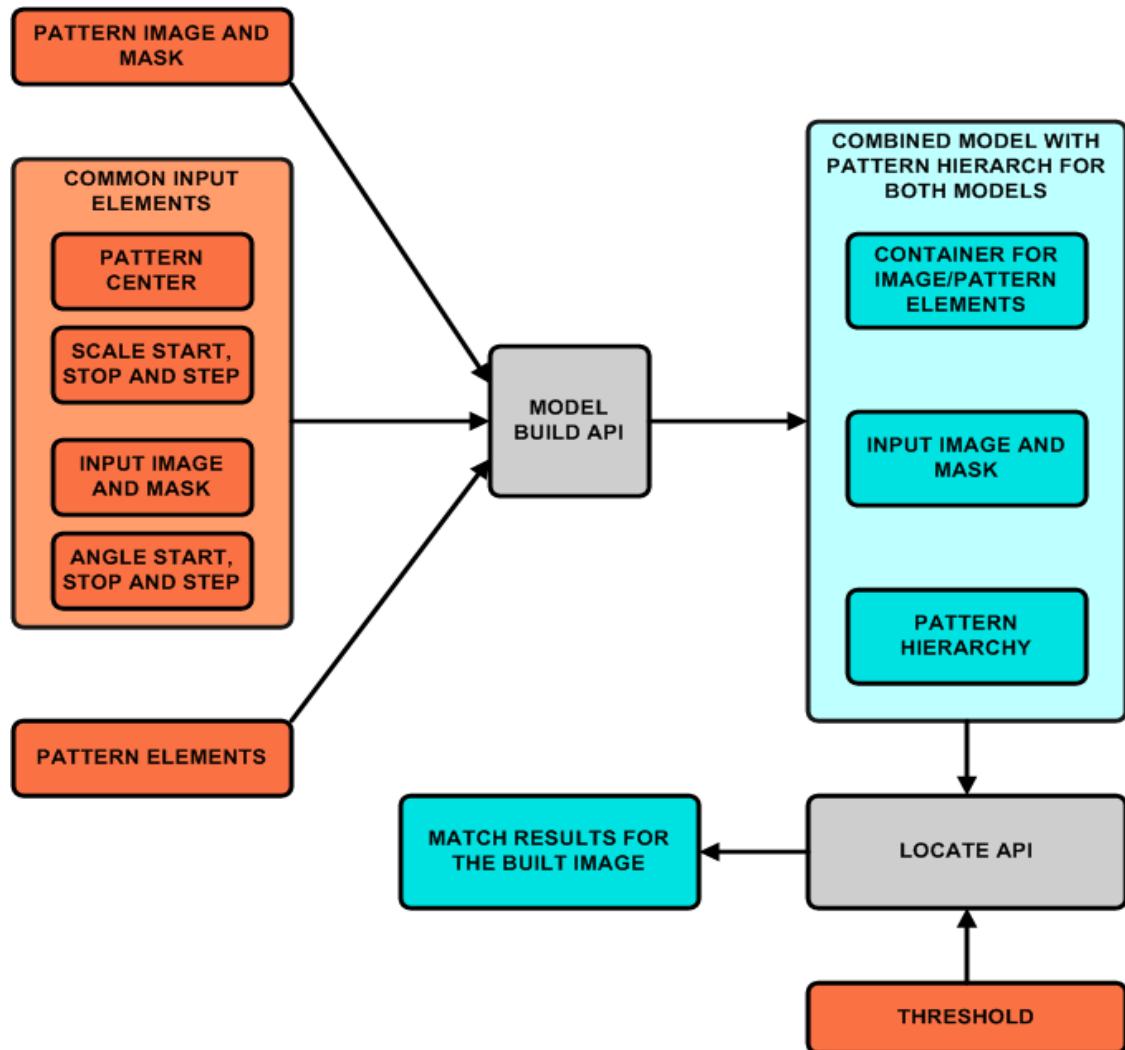 PATTERN IMAGE AND
MASK
COMMON INPUT
ELEMENTS
PATTERN
CENTER
SCALE START,
STOP AND STEP
INPUT IMAGE
AND MASK
ANGLE START,
STOP AND STEP
PATTERN ELEMENTS
MODEL
BUILD API
COMBINED MODEL WITH
PATTERN HIERARCH FOR
BOTH MODELS
CONTAINER FOR
IMAGE/PATTERN
ELEMENTS
INPUT IMAGE AND
MASK
PATTERN
HIERARCHY
LOCATE API
MATCH RESULTS FOR
THE BUILT IMAGE
THRESHOLD